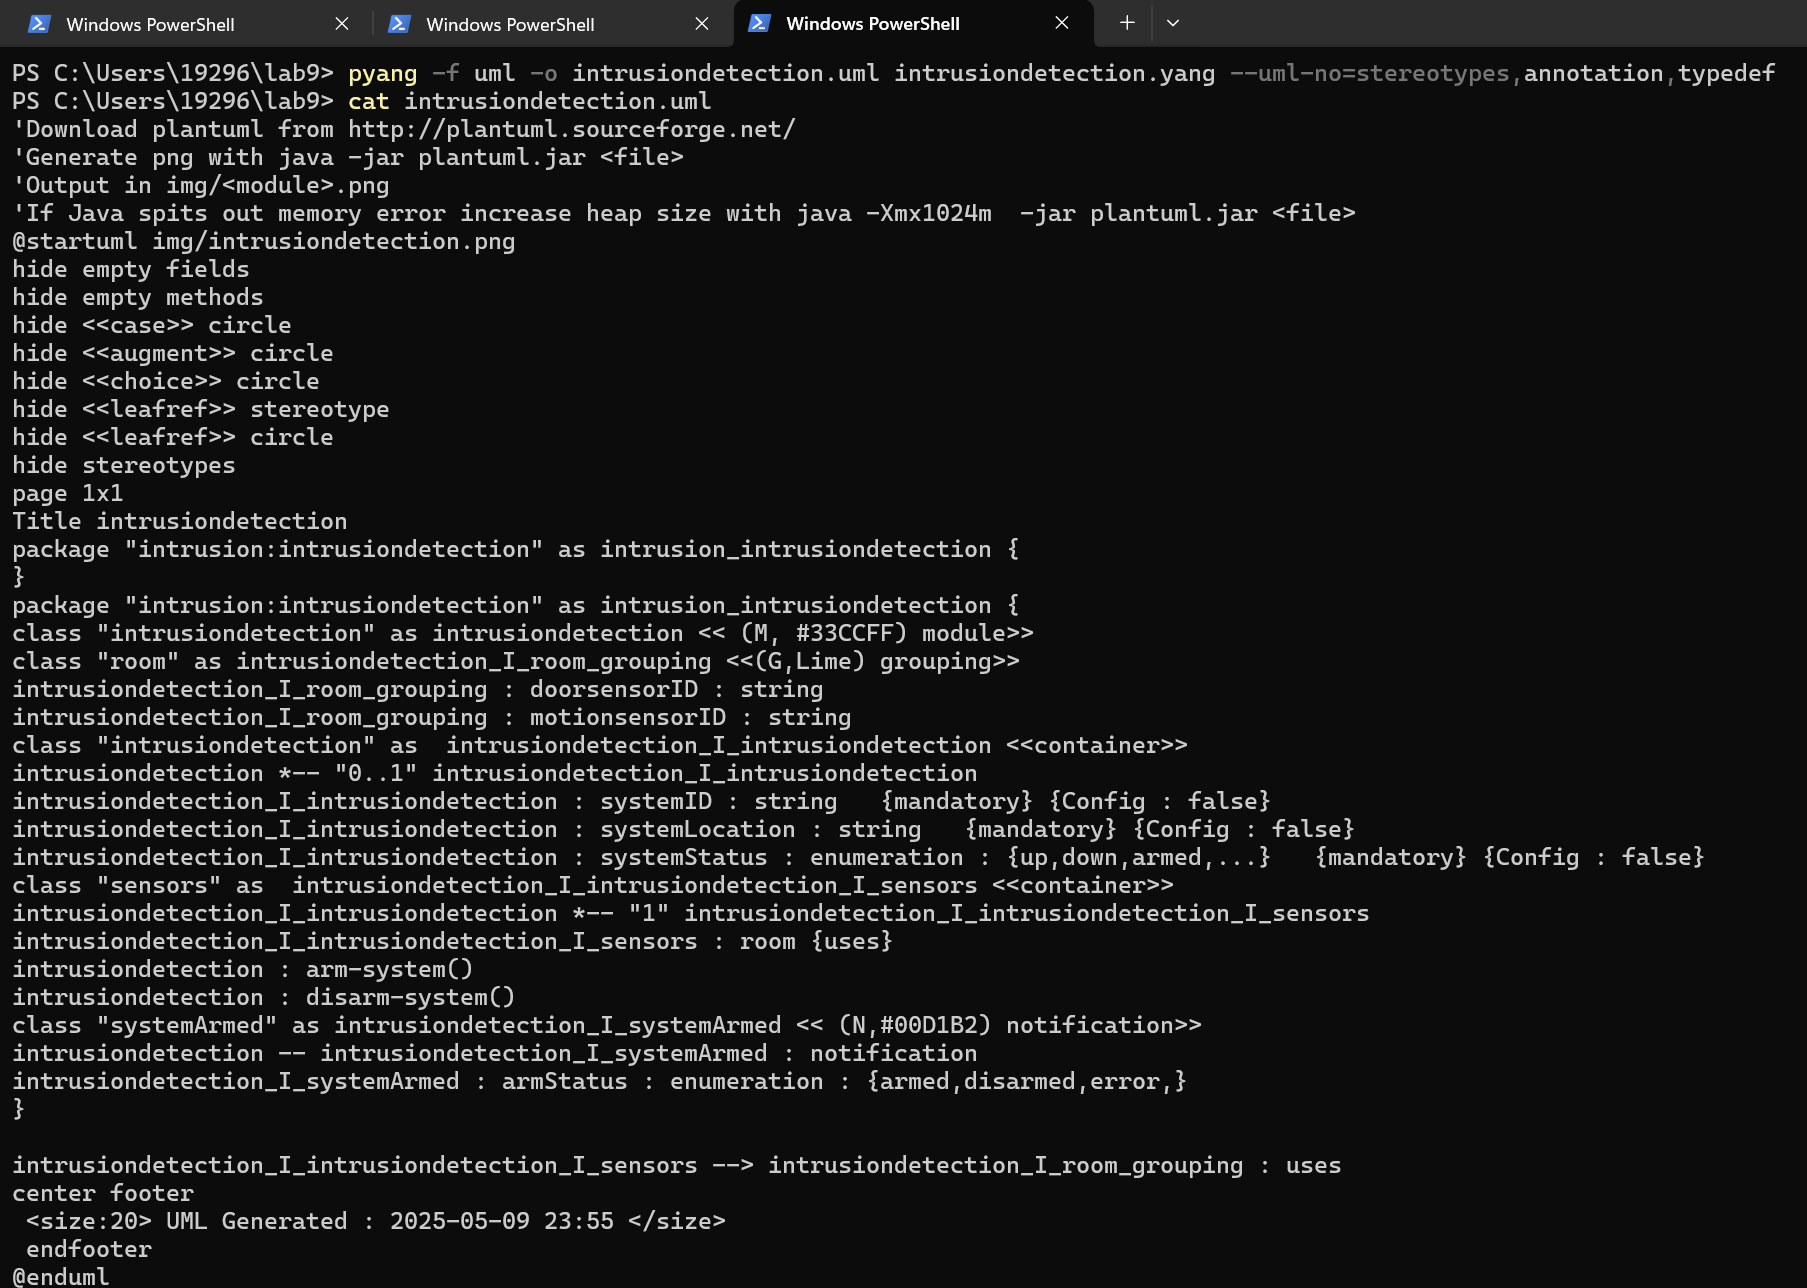 Windows PowerShell
Windows PowerShell
Windows PowerShell
PS C:\Users\19296\lab9> pyang -f uml -o intrusiondetection.uml intrusiondetection.yang --uml-no=stereotypes,annotation,typedef
PS C:\Users\19296\lab9> cat intrusiondetection.uml
'Download plantuml from http://plantuml.sourceforge.net/
'Generate png with java -jar plantuml.jar <file>
'Output in img/<module>.png
'If Java spits out memory error increase heap size with java -Xmx1024m  -jar plantuml.jar <file>
@startuml img/intrusiondetection.png
hide empty fields
hide empty methods
hide <<case>> circle
hide <<augment>> circle
hide <<choice>> circle
hide <<leafref>> stereotype
hide <<leafref>> circle
hide stereotypes
page 1x1
Title intrusiondetection
package "intrusion:intrusiondetection" as intrusion_intrusiondetection {
}
package "intrusion:intrusiondetection" as intrusion_intrusiondetection {
class "intrusiondetection" as intrusiondetection << (M, #33CCFF) module>>
class "room" as intrusiondetection_I_room_grouping <<(G,Lime) grouping>>
intrusiondetection_I_room_grouping : doorsensorID : string
intrusiondetection_I_room_grouping : motionsensorID : string
class "intrusiondetection" as  intrusiondetection_I_intrusiondetection <<container>>
intrusiondetection *-- "0..1" intrusiondetection_I_intrusiondetection
intrusiondetection_I_intrusiondetection : systemID : string   {mandatory} {Config : false}
intrusiondetection_I_intrusiondetection : systemLocation : string   {mandatory} {Config : false}
intrusiondetection_I_intrusiondetection : systemStatus : enumeration : {up,down,armed,...}   {mandatory} {Config : false}
class "sensors" as  intrusiondetection_I_intrusiondetection_I_sensors <<container>>
intrusiondetection_I_intrusiondetection *-- "1" intrusiondetection_I_intrusiondetection_I_sensors
intrusiondetection_I_intrusiondetection_I_sensors : room {uses}
intrusiondetection : arm-system()
intrusiondetection : disarm-system()
class "systemArmed" as intrusiondetection_I_systemArmed << (N,#00D1B2) notification>>
intrusiondetection -- intrusiondetection_I_systemArmed : notification
intrusiondetection_I_systemArmed : armStatus : enumeration : {armed,disarmed,error,}
}
intrusiondetection_I_intrusiondetection_I_sensors --> intrusiondetection_I_room_grouping : uses
center footer
 <size:20> UML Generated : 2025-05-09 23:55 </size>
 endfooter
@enduml